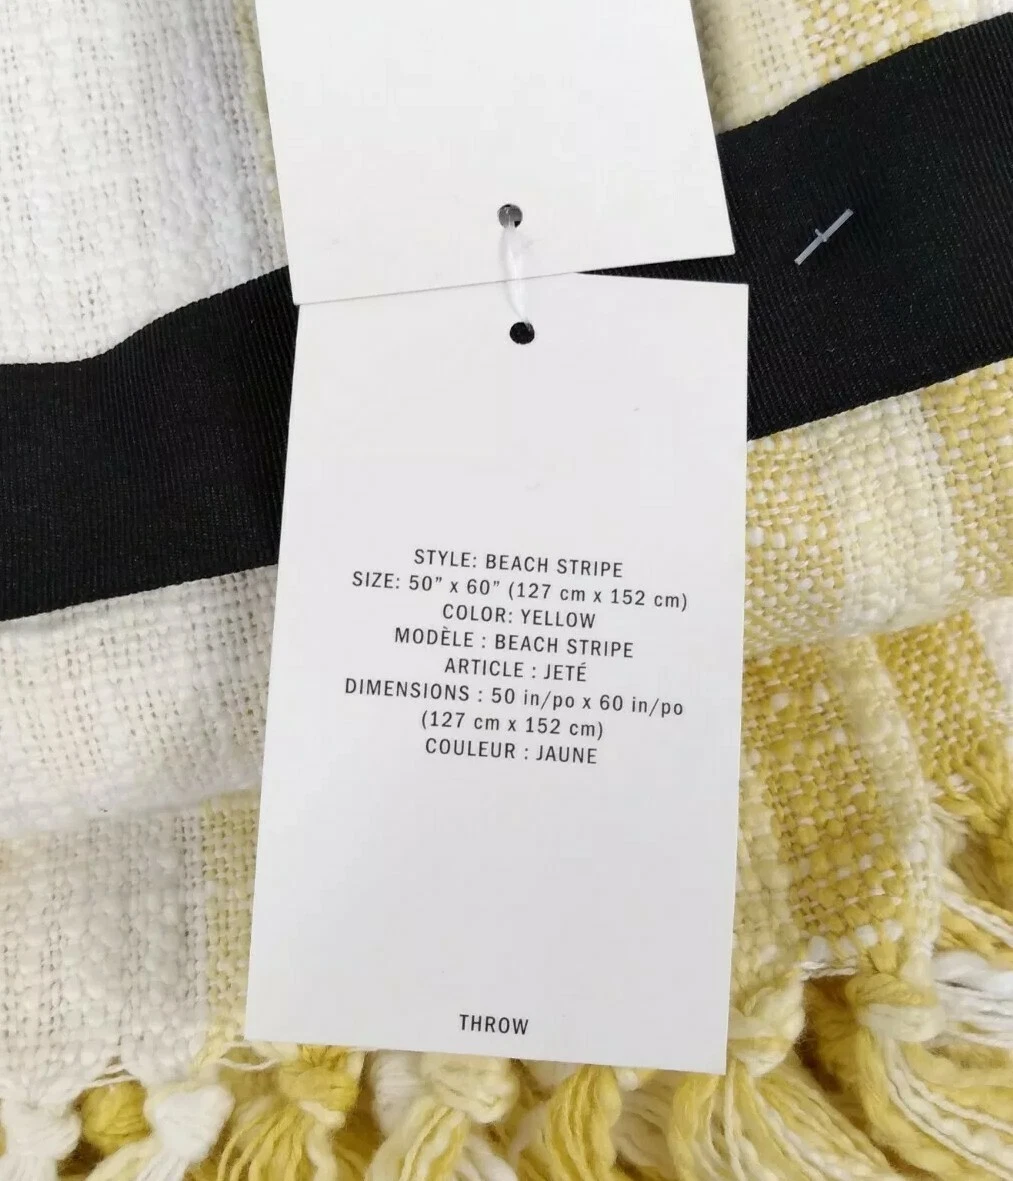 STYLE: BEACH STRIPE
SIZE: 50” x 60” (127 cm x 152 cm)
COLOR: YELLOW
MODÈLE : BEACH STRIPE
ARTICLE : JETÉ
DIMENSIONS : 50 in/po x 60 in/po
(127 cm x 152 cm)
COULEUR : JAUNE
THROW